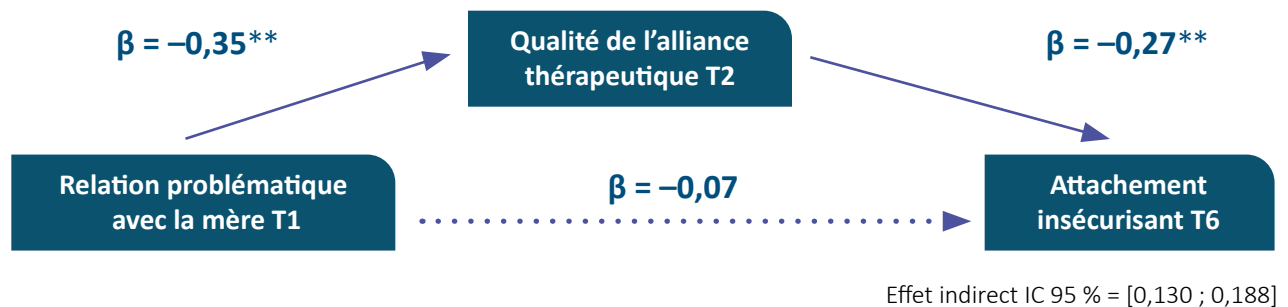 β = –0,35**
Qualité de l’alliance
thérapeutique T2
β = –0,27**
Relation problématique
avec la mère T1
β = –0,07
Attachement
insécurisant T6
Effet indirect IC 95 % = [0,130 ; 0,188]